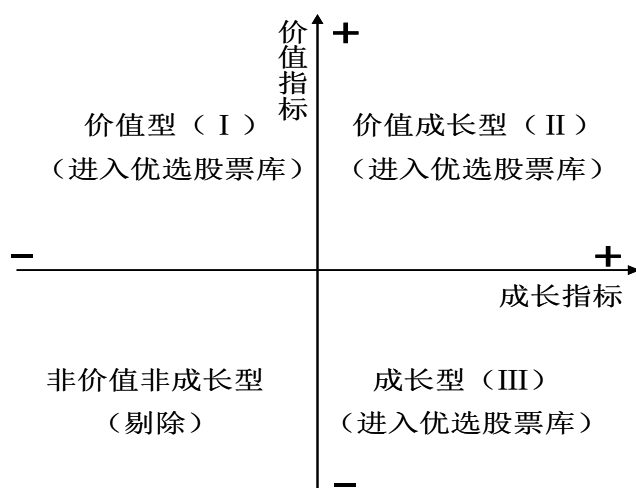 价值指标
+
价值型（Ⅰ）
（进入优选股票库）
价值成长型（Ⅱ）
（进入优选股票库）
−
+
成长指标
非价值非成长型
（剔除）
成长型（Ⅲ）
（进入优选股票库）
−